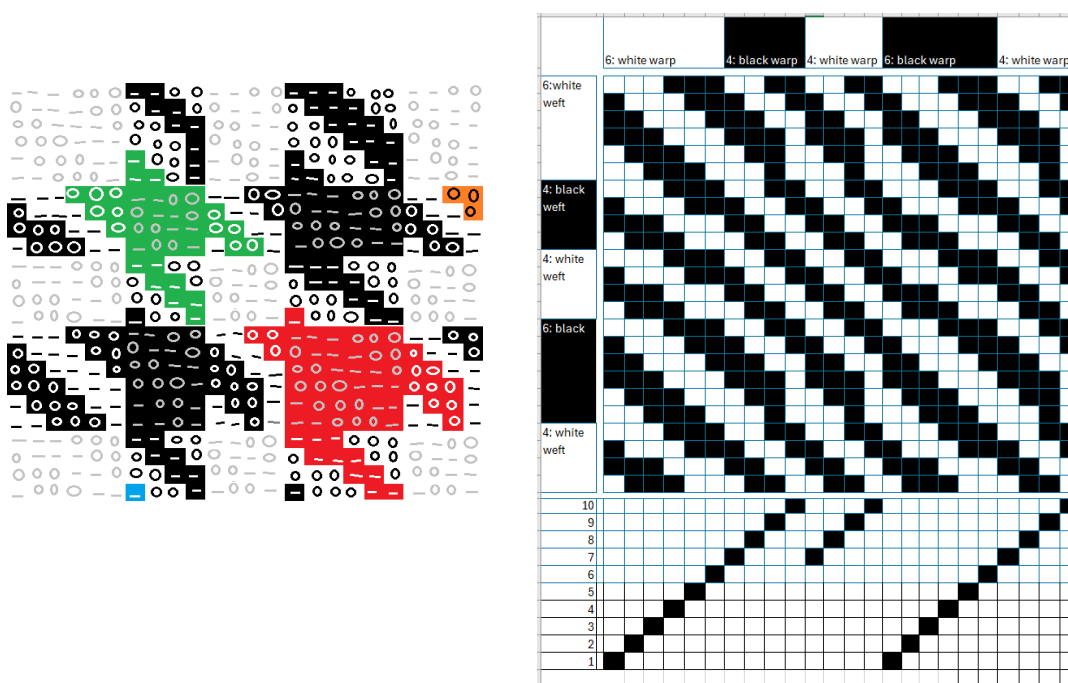 6: white warp
4: black warp
4: white warp
6: black warp
4: white warp
6:white
weft
4: black
weft
4: white
weft
6: black
4: white
weft
10
9
8
7
6
5
4
3
2
1